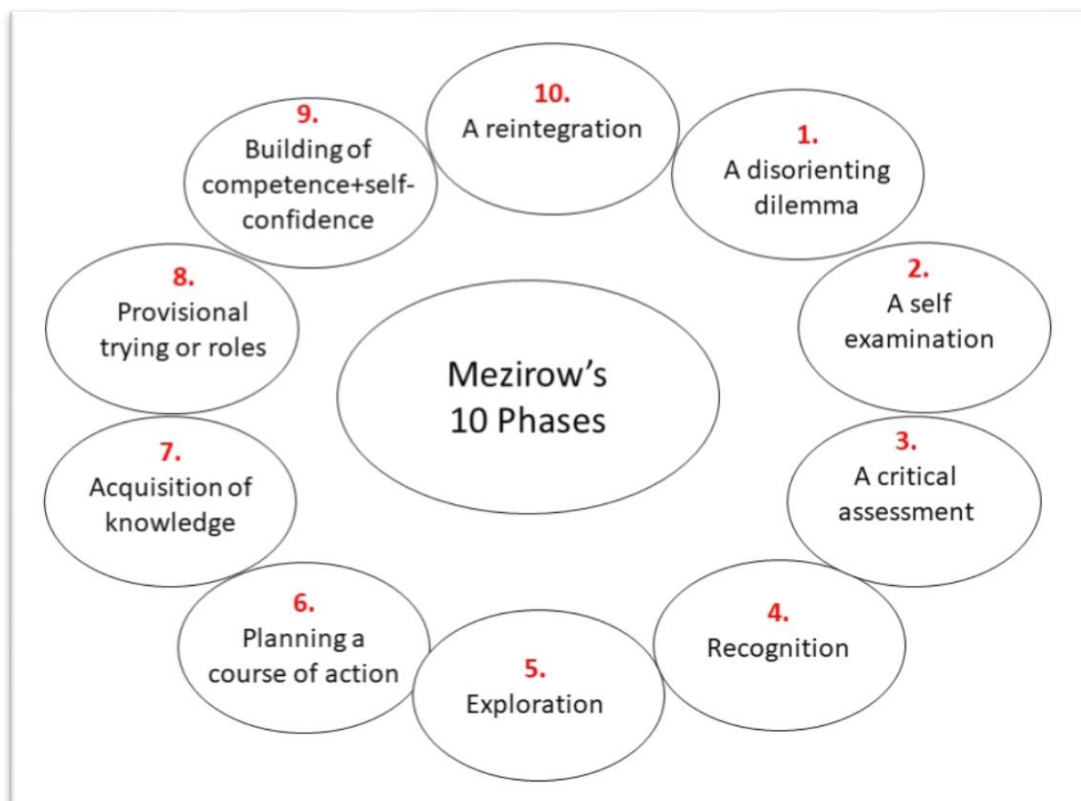 10.
A reintegration
1.
A disorienting
dilemma
2.
A self
examination
3.
A critical
assessment
4.
Recognition
5.
Exploration
6.
Planning a
course of action
7.
Acquisition of
knowledge
8.
Provisional
trying or roles
9.
Building of
competence+self-
confidence
Mezirow’s
10 Phases